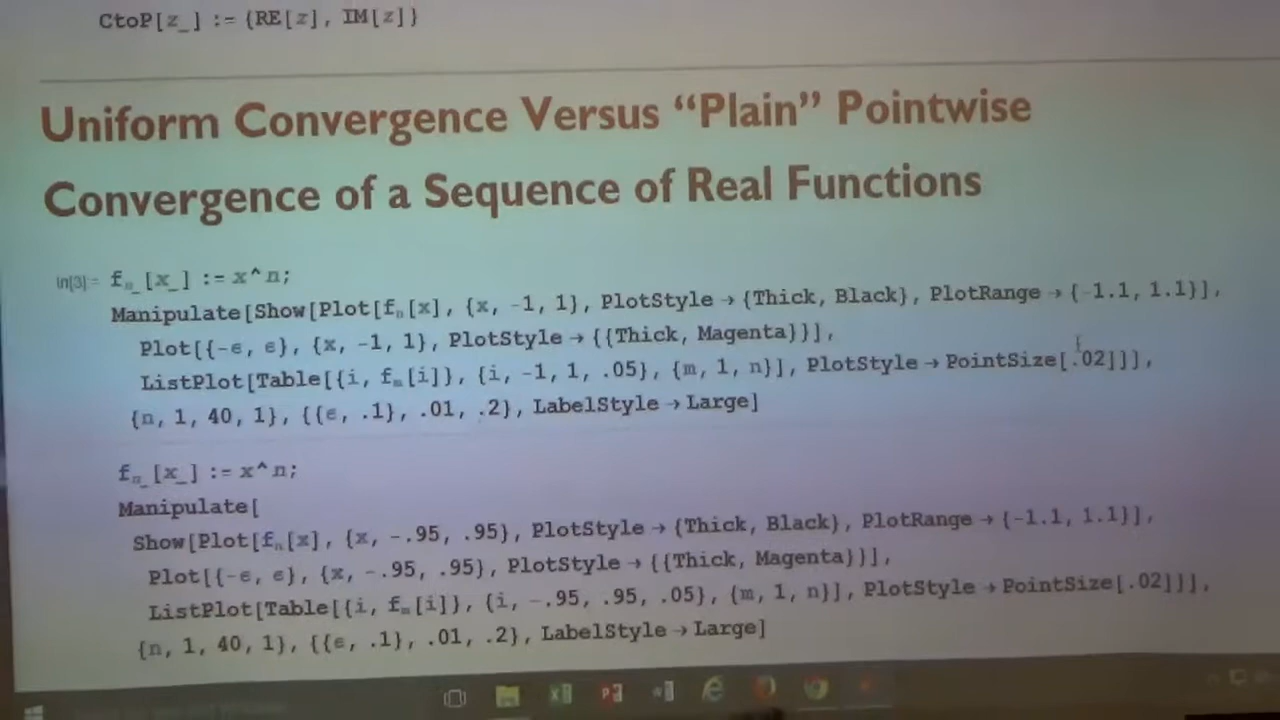 CtoP[z_] := {RE[z], IM[z]}
Uniform Convergence Versus “Plain” Pointwise
Convergence of a Sequence of Real Functions
In[3]:= fn_[x_] := x^n;
Manipulate[Show[Plot[fn[x], {x, -1, 1}, PlotStyle → {Thick, Black}, PlotRange → {-1.1, 1.1}],
Plot[{-ϵ, ϵ}, {x, -1, 1}, PlotStyle → {{Thick, Magenta}}],
ListPlot[Table[{i, fm[i]}, {i, -1, 1, .05}, {m, 1, n}], PlotStyle → PointSize[.02]]],
{n, 1, 40, 1}, {{ϵ, .1}, .01, .2}, LabelStyle → Large]
fn_[x_] := x^n;
Manipulate[
Show[Plot[fn[x], {x, -.95, .95}, PlotStyle → {Thick, Black}, PlotRange → {-1.1, 1.1}],
Plot[{-ϵ, ϵ}, {x, -.95, .95}, PlotStyle → {{Thick, Magenta}}],
ListPlot[Table[{i, fm[i]}, {i, -.95, .95, .05}, {m, 1, n}], PlotStyle → PointSize[.02]]],
{n, 1, 40, 1}, {{ϵ, .1}, .01, .2}, LabelStyle → Large]